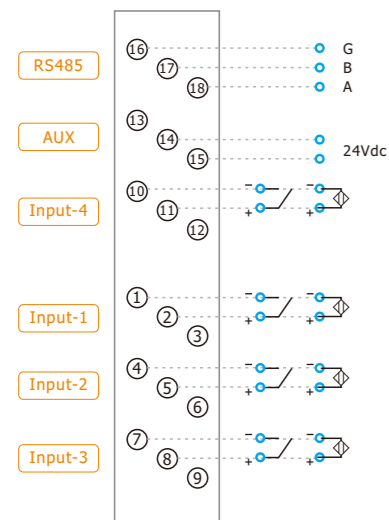 16 G
RS485 17 B
18 A
13
AUX 14
15 24Vdc
10 - -
Input-4 11 + +
12
1 - -
Input-1 2 + +
3
4 - -
Input-2 5 + +
6
7 - -
Input-3 8 + +
9